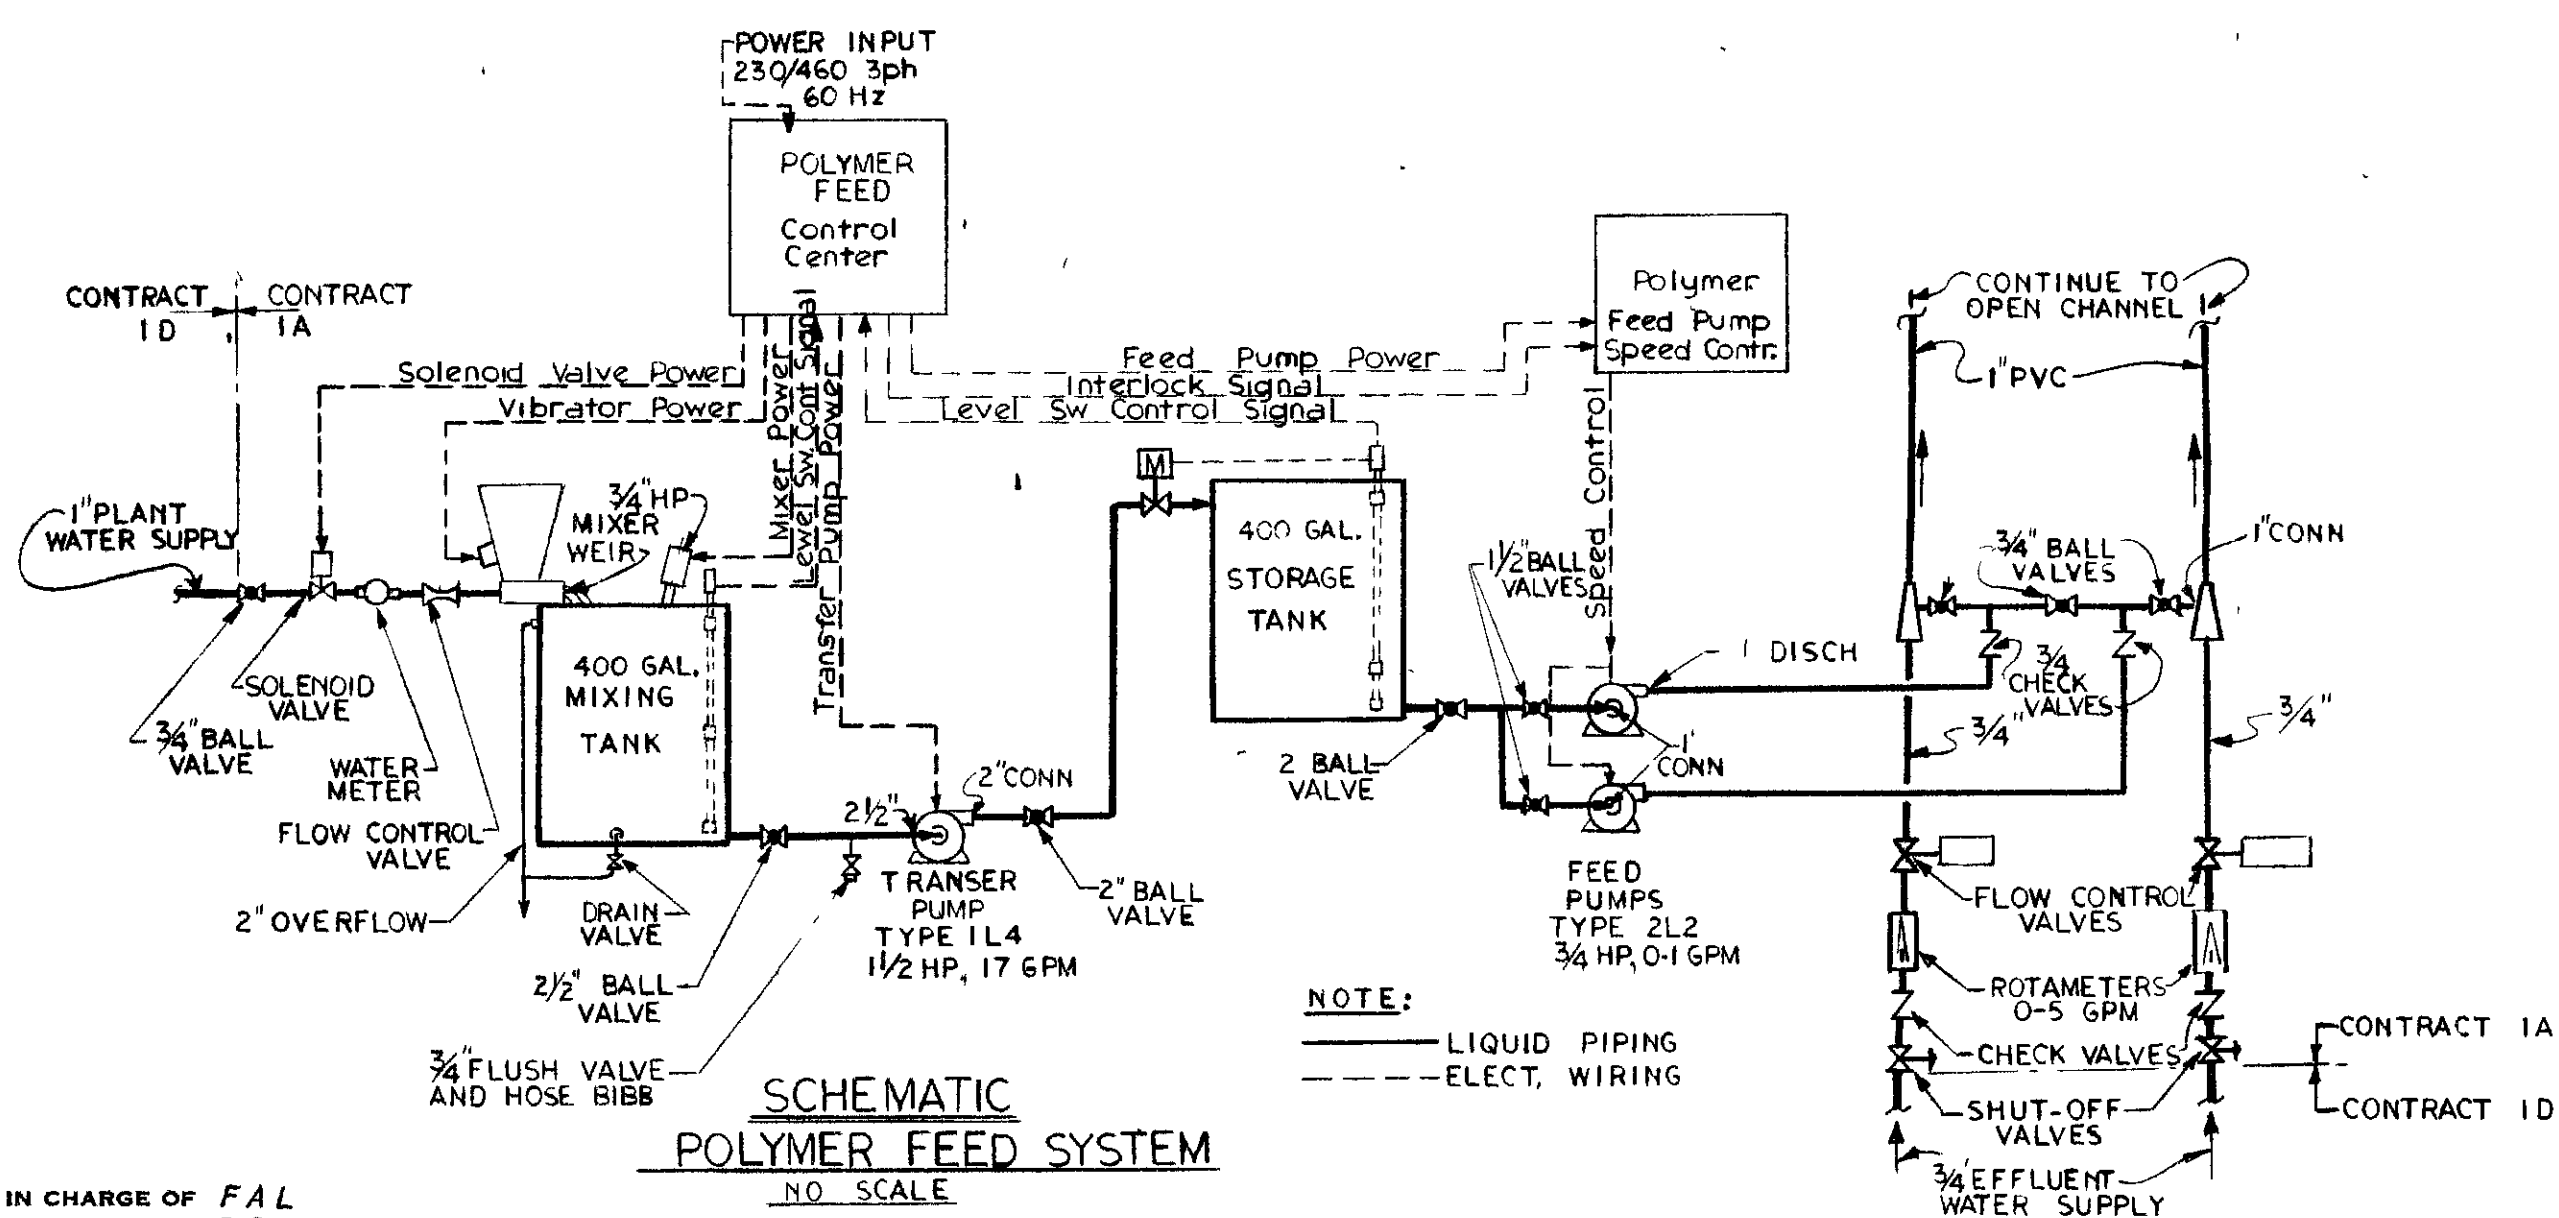 POWER INPUT
230/460 3ph
60 Hz
POLYMER
FEED
Control
Center
CONTRACT
1D
CONTRACT
1A
Solenoid Valve Power
Vibrator Power
Mixer Power
Level Sw. Cont Signal
Transfer Pump Power
Feed Pump Power
Interlock Signal
Level Sw Control Signal
Polymer
Feed Pump
Speed Contr.
Speed Control
CONTINUE TO
OPEN CHANNEL
1" PVC
1" PLANT
WATER SUPPLY
3/4" HP
MIXER
WEIR
M
400 GAL.
STORAGE
TANK
1 1/2" BALL
VALVES
3/4" BALL
VALVES
1" CONN
400 GAL.
MIXING
TANK
SOLENOID
VALVE
3/4" BALL
VALVE
WATER
METER
FLOW CONTROL
VALVE
2" OVERFLOW
DRAIN
VALVE
2 1/2"
2" CONN
2" BALL
VALVE
TRANSER
PUMP
TYPE 1L4
1 1/2 HP, 17 GPM
2 1/2" BALL
VALVE
3/4" FLUSH VALVE
AND HOSE BIBB
2 BALL
VALVE
1 DISCH
1'
CONN
3/4
CHECK
VALVES
3/4"
3/4"
FEED
PUMPS
TYPE 2L2
3/4 HP, 0-1 GPM
FLOW CONTROL
VALVES
ROTAMETERS
0-5 GPM
CHECK VALVES
SHUT-OFF
VALVES
3/4' EFFLUENT
WATER SUPPLY
CONTRACT 1A
CONTRACT 1D
NOTE:
LIQUID PIPING
ELECT, WIRING
SCHEMATIC
POLYMER FEED SYSTEM
NO SCALE
IN CHARGE OF FAL